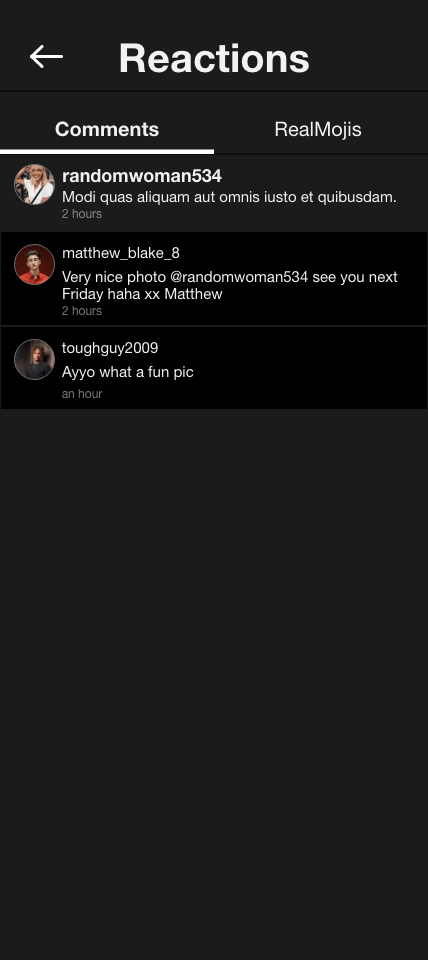 Reactions
Comments
RealMojis
randomwoman534
Modi quas aliquam aut omnis iusto et quibusdam.
2 hours
matthew_blake_8
Very nice photo @randomwoman534 see you next
Friday haha xx Matthew
2 hours
toughguy2009
Ayyo what a fun pic
an hour